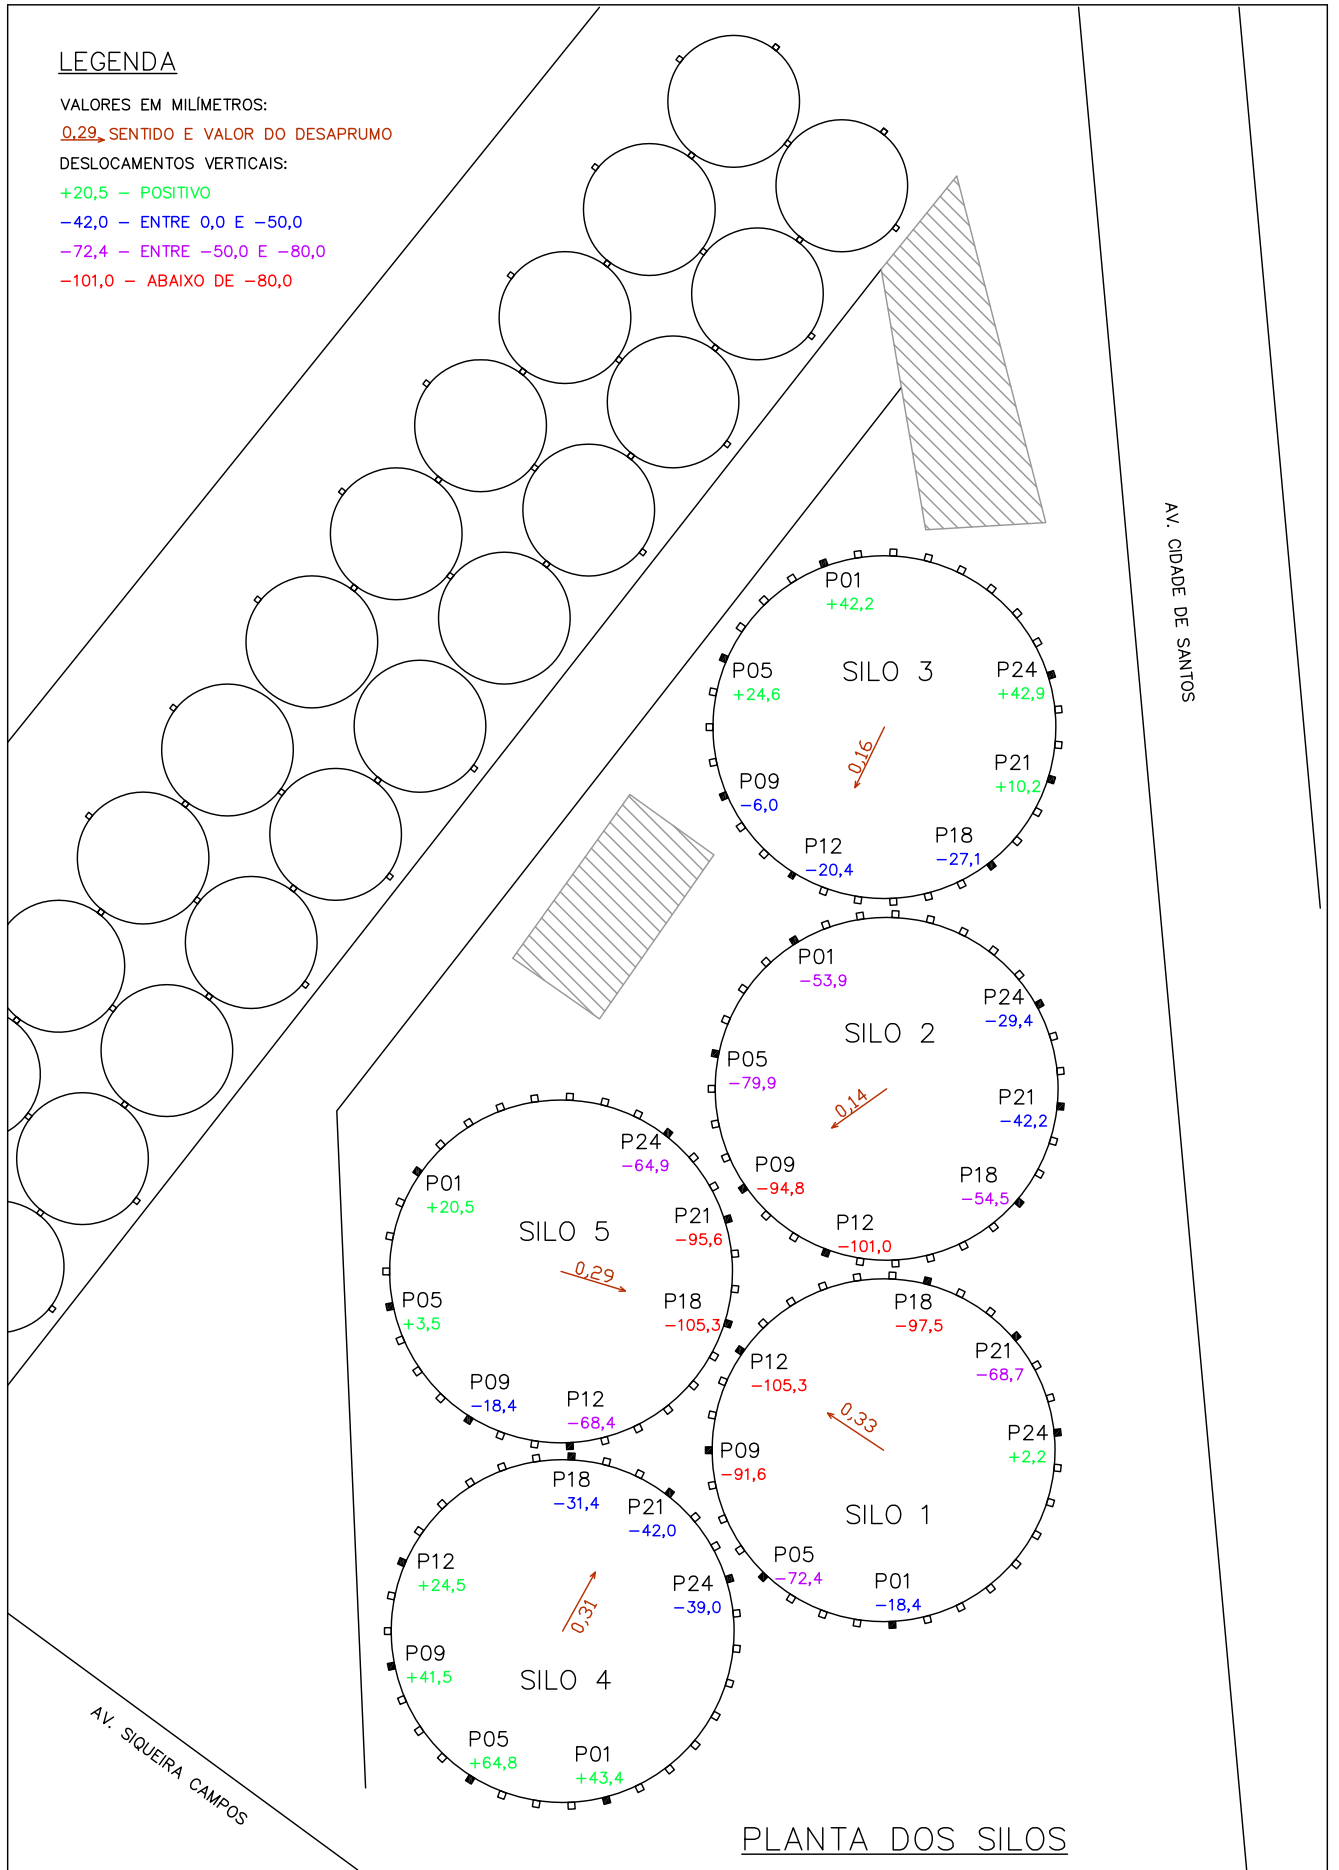 LEGENDA
VALORES EM MILÍMETROS:
0,29 SENTIDO E VALOR DO DESAPRUMO
DESLOCAMENTOS VERTICAIS:
+20,5 – POSITIVO
–42,0 – ENTRE 0,0 E –50,0
–72,4 – ENTRE –50,0 E –80,0
–101,0 – ABAIXO DE –80,0
AV. CIDADE DE SANTOS
P01
+42,2
P05
+24,6
SILO 3
P24
+42,9
0,16
P09
–6,0
P21
+10,2
P12
–20,4
P18
–27,1
P01
–53,9
P24
–29,4
SILO 2
P05
–79,9
0,14
P21
–42,2
P09
–94,8
P18
–54,5
P12
–101,0
P24
–64,9
P01
+20,5
SILO 5
P21
–95,6
0,29
P05
+3,5
P18
–105,3
P09
–18,4
P12
–68,4
P18
–97,5
P21
–68,7
P12
–105,3
0,33
P24
+2,2
P09
–91,6
SILO 1
P05
–72,4
P01
–18,4
P18
–31,4
P21
–42,0
P12
+24,5
P24
–39,0
0,31
P09
+41,5
SILO 4
P05
+64,8
P01
+43,4
AV. SIQUEIRA CAMPOS
PLANTA DOS SILOS